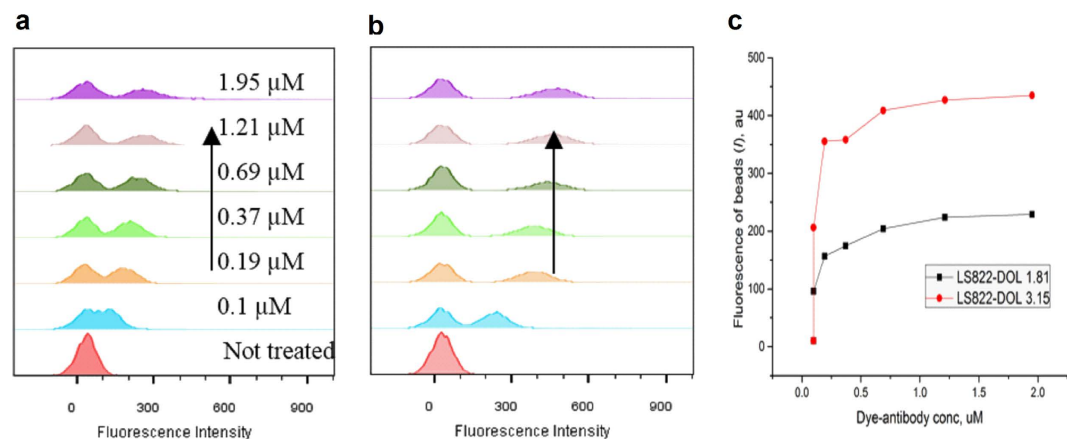 a
1.95 μM
1.21 μM
0.69 μM
0.37 μM
0.19 μM
0.1 μM
Not treated
0 300 600 900
Fluorescence Intensity
b
0 300 600 900
Fluorescence Intensity
c
Fluorescence of beads (I), au
500
400
300
200
100
0
LS822-DOL 1.81
LS822-DOL 3.15
0.0 0.5 1.0 1.5 2.0
Dye-antibody conc, uM